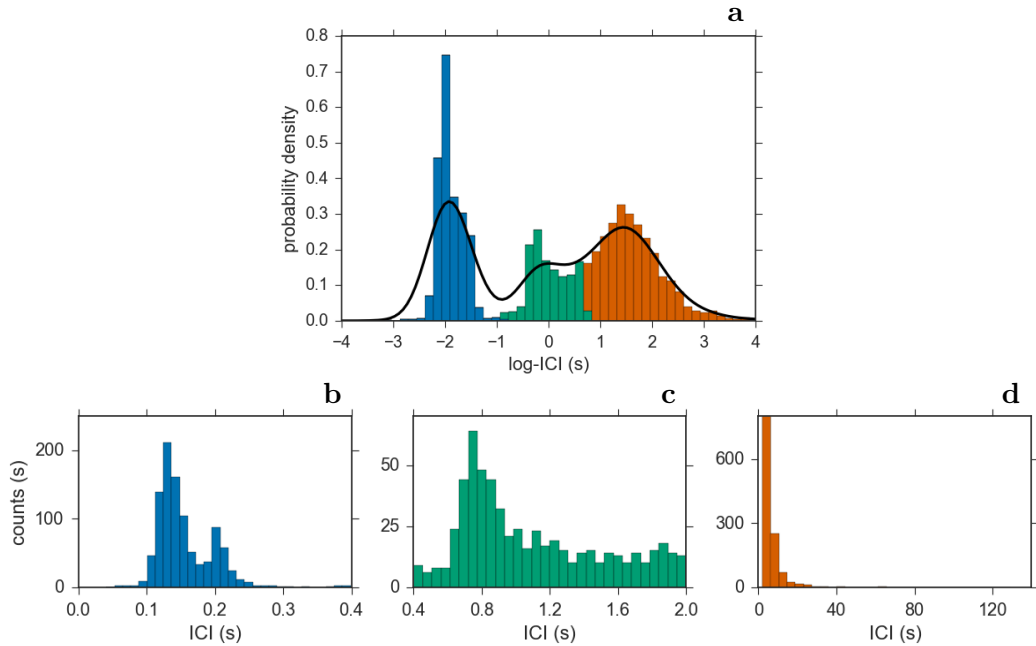 a
0.8
0.7
0.6
0.5
0.4
0.3
0.2
0.1
0.0
probability density
−4 −3 −2 −1 0 1 2 3 4
log-ICI (s)
b
200
100
0
counts (s)
0.0 0.1 0.2 0.3 0.4
ICI (s)
c
50
25
0
0.4 0.8 1.2 1.6 2.0
ICI (s)
d
600
300
0
0 40 80 120
ICI (s)